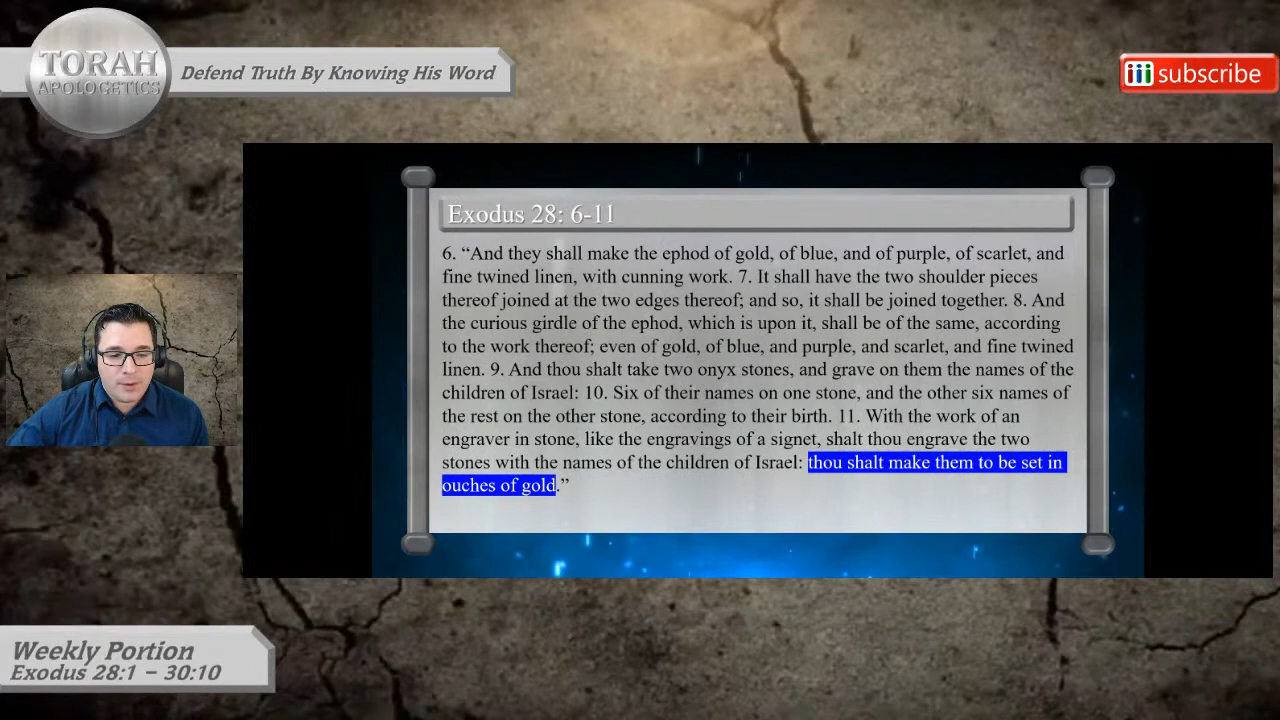 TORAH
APOLOGETICS
Defend Truth By Knowing His Word
subscribe
Exodus 28: 6-11
6. “And they shall make the ephod of gold, of blue, and of purple, of scarlet, and
fine twined linen, with cunning work. 7. It shall have the two shoulder pieces
thereof joined at the two edges thereof; and so, it shall be joined together. 8. And
the curious girdle of the ephod, which is upon it, shall be of the same, according
to the work thereof; even of gold, of blue, and purple, and scarlet, and fine twined
linen. 9. And thou shalt take two onyx stones, and grave on them the names of the
children of Israel: 10. Six of their names on one stone, and the other six names of
the rest on the other stone, according to their birth. 11. With the work of an
engraver in stone, like the engravings of a signet, shalt thou engrave the two
stones with the names of the children of Israel: thou shalt make them to be set in
ouches of gold.”
Weekly Portion
Exodus 28:1 – 30:10